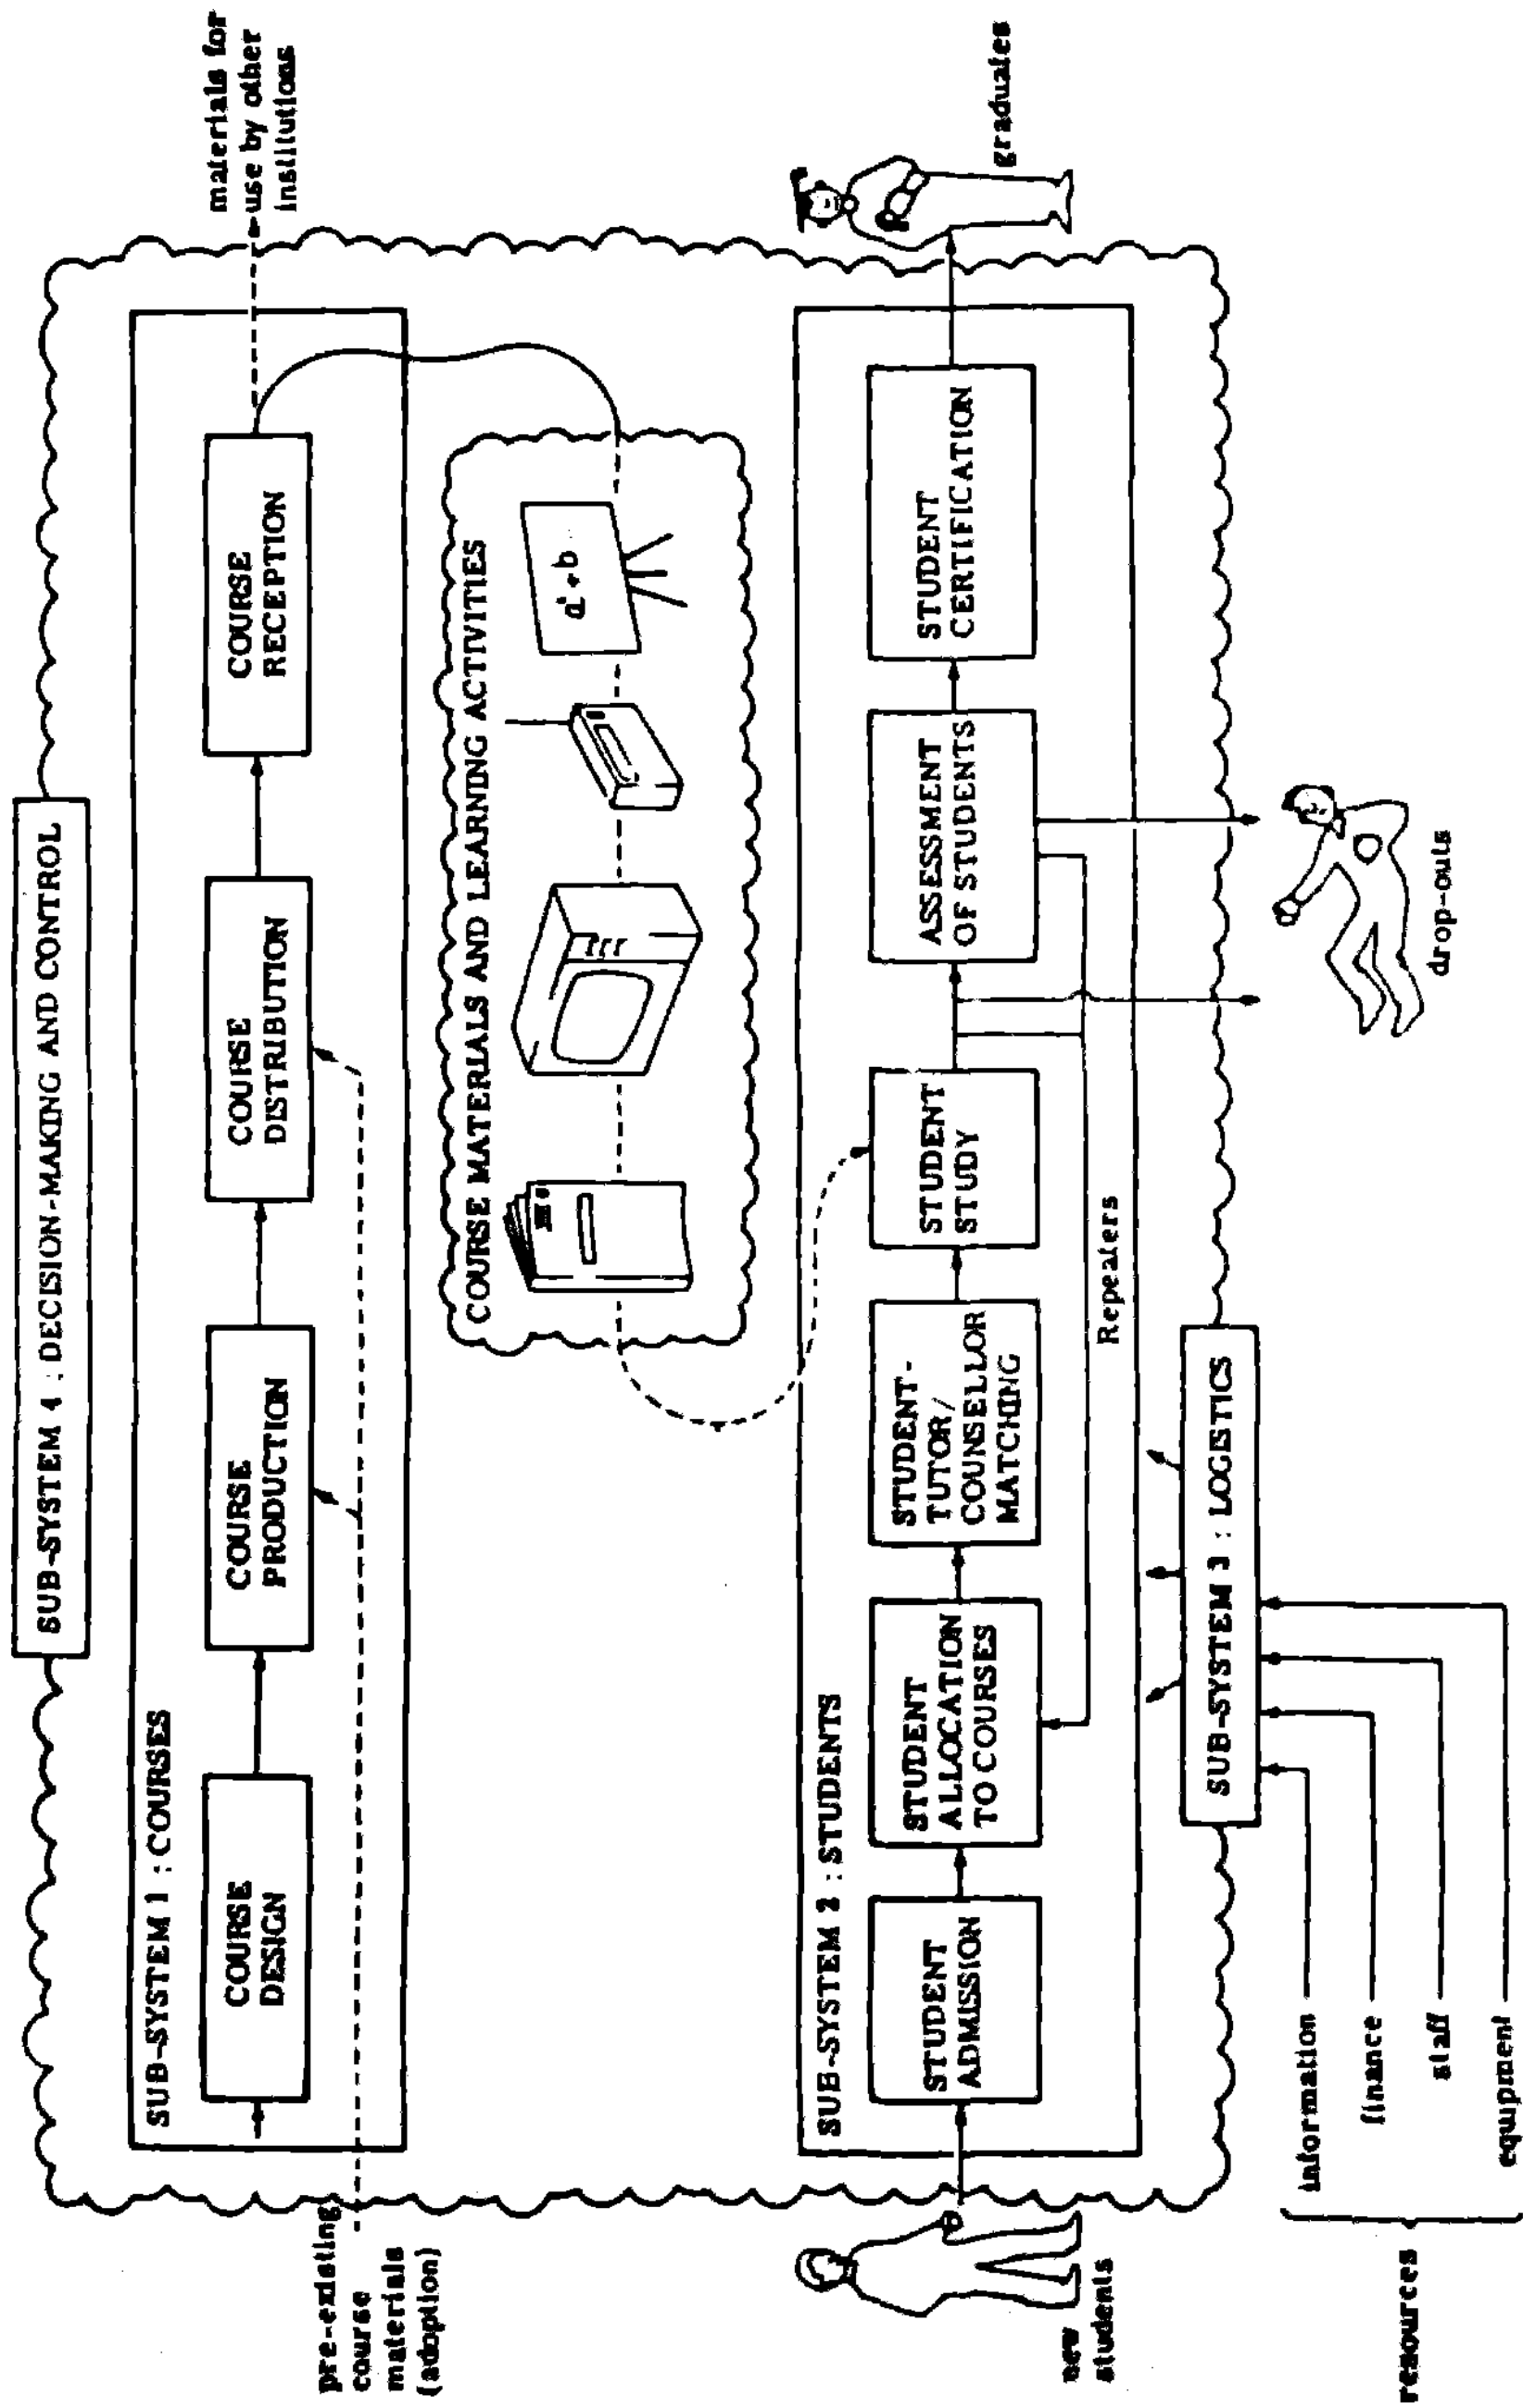 SUB-SYSTEM 4 : DECISION-MAKING AND CONTROL
SUB-SYSTEM 1 : COURSES
COURSE
DESIGN
COURSE
PRODUCTION
COURSE
DISTRIBUTION
COURSE
RECEPTION
materials for
use by other
institutions
pre-existing
course
materials
(adoption)
COURSE MATERIALS AND LEARNING ACTIVITIES
SUB-SYSTEM 2 : STUDENTS
new
students
STUDENT
ADMISSION
STUDENT
ALLOCATION
TO COURSES
STUDENT-
TUTOR/
COUNSELLOR
MATCHING
STUDENT
STUDY
ASSESSMENT
OF STUDENTS
STUDENT
CERTIFICATION
graduates
Repeaters
SUB-SYSTEM 3 : LOGISTICS
drop-outs
resources
information
finance
staff
equipment